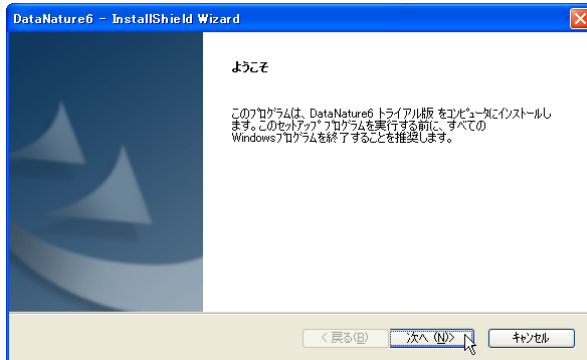 DataNature6 - InstallShield Wizard
ようこそ
このプログラムは、DataNature6 トライアル版 をコンピュータにインストールし
ます。このセットアップ プログラムを実行する前に、すべての
Windowsプログラムを終了することを推奨します。
< 戻る(B) 次へ (N)> キャンセル